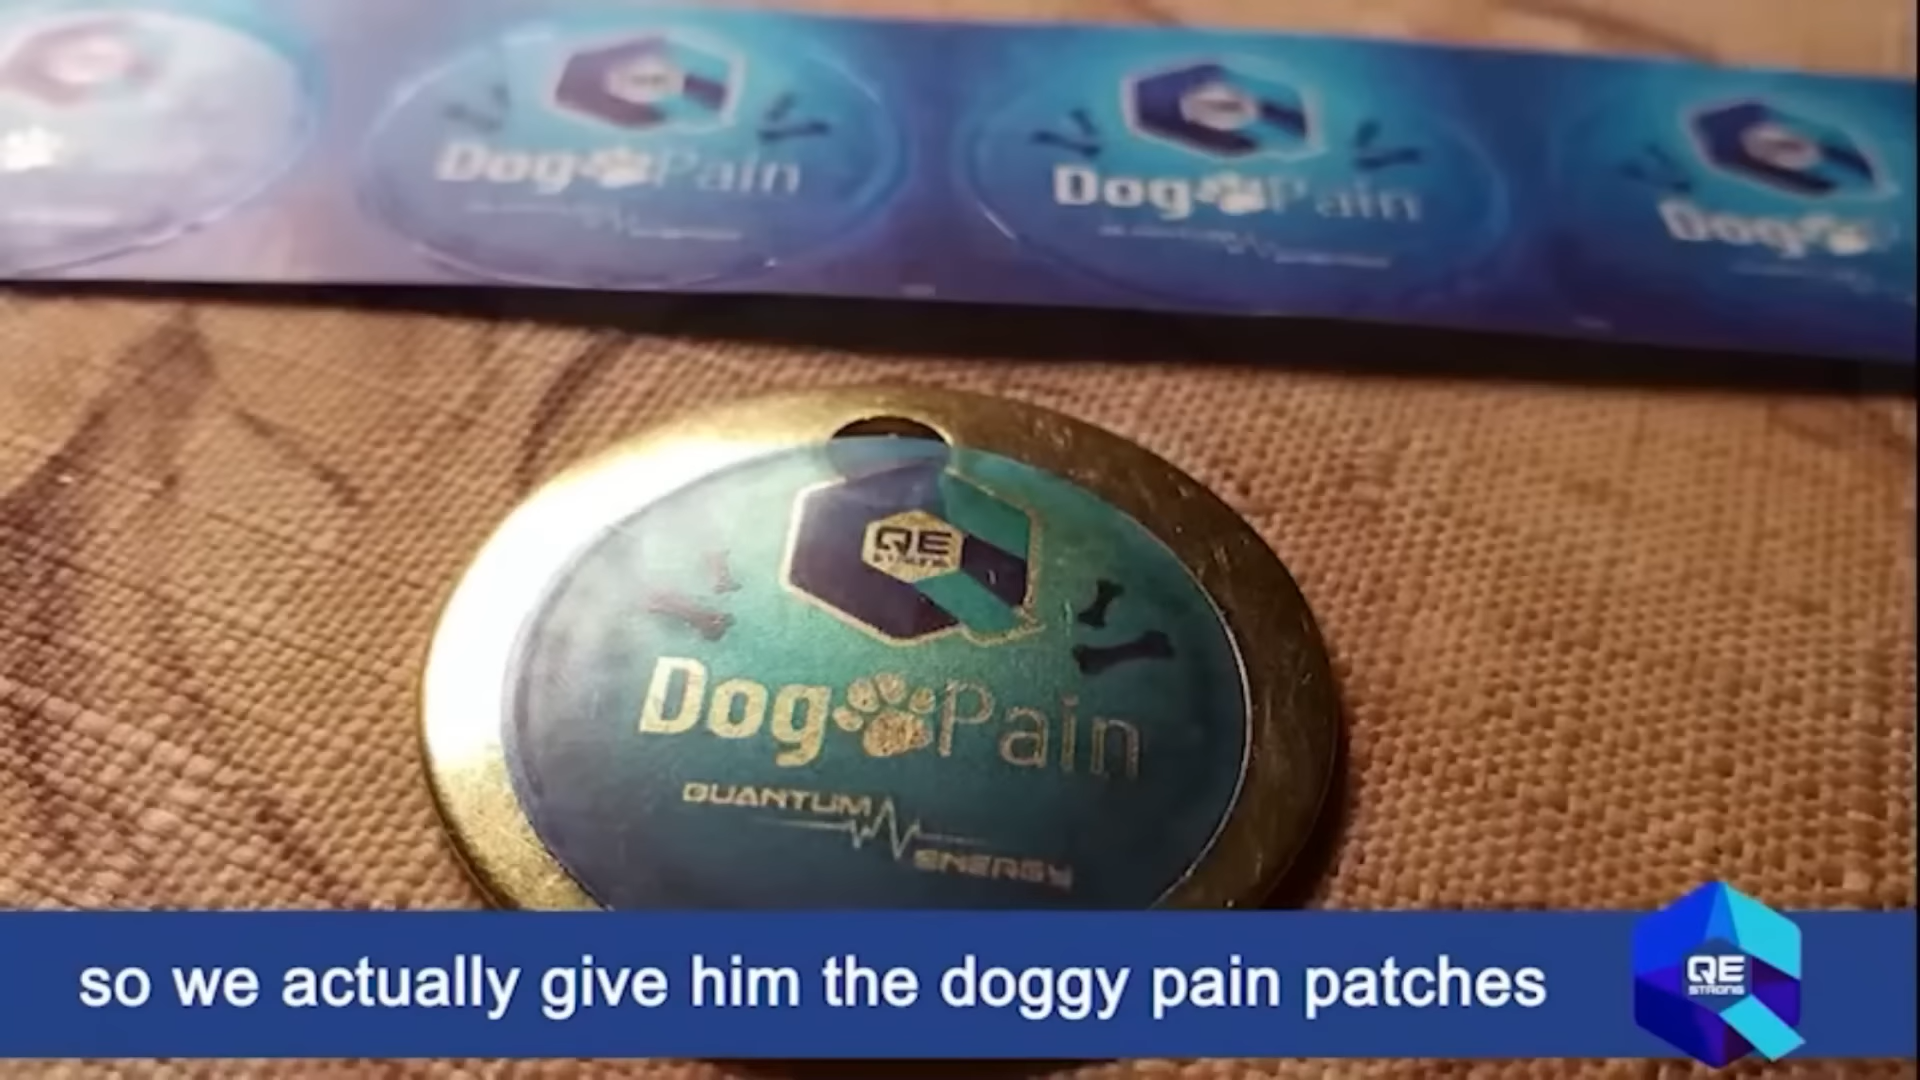 Dog Pain
Dog Pain
Dog
QE
Dog Pain
QUANTUM
ENERGY
so we actually give him the doggy pain patches
QE
STRONG